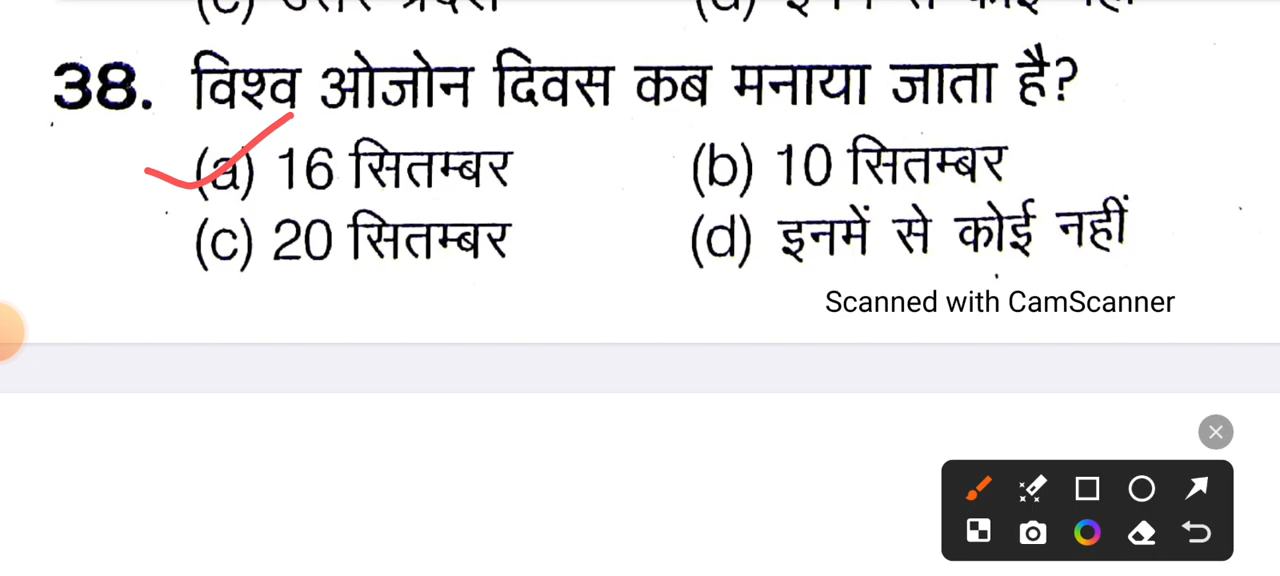 38. विश्व ओजोन दिवस कब मनाया जाता है?
(a) 16 सितम्बर (b) 10 सितम्बर
(c) 20 सितम्बर (d) इनमें से कोई नहीं
Scanned with CamScanner